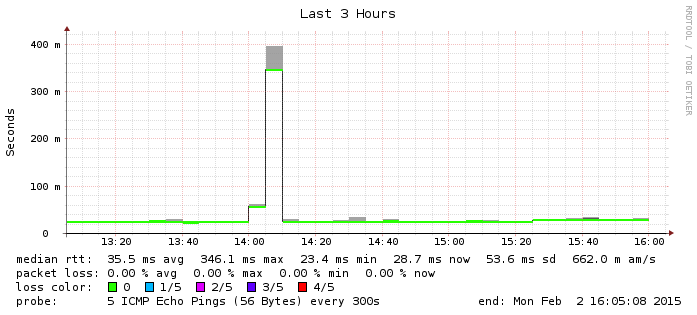 Last 3 Hours
RRDTOOL / TOBI OETIKER
Seconds
400 m
300 m
200 m
100 m
0
13:20 13:40 14:00 14:20 14:40 15:00 15:20 15:40 16:00
median rtt: 35.5 ms avg 346.1 ms max 23.4 ms min 28.7 ms now 53.6 ms sd 662.0 m am/s
packet loss: 0.00 % avg 0.00 % max 0.00 % min 0.00 % now
loss color: 0 1/5 2/5 3/5 4/5
probe: 5 ICMP Echo Pings (56 Bytes) every 300s end: Mon Feb 2 16:05:08 2015